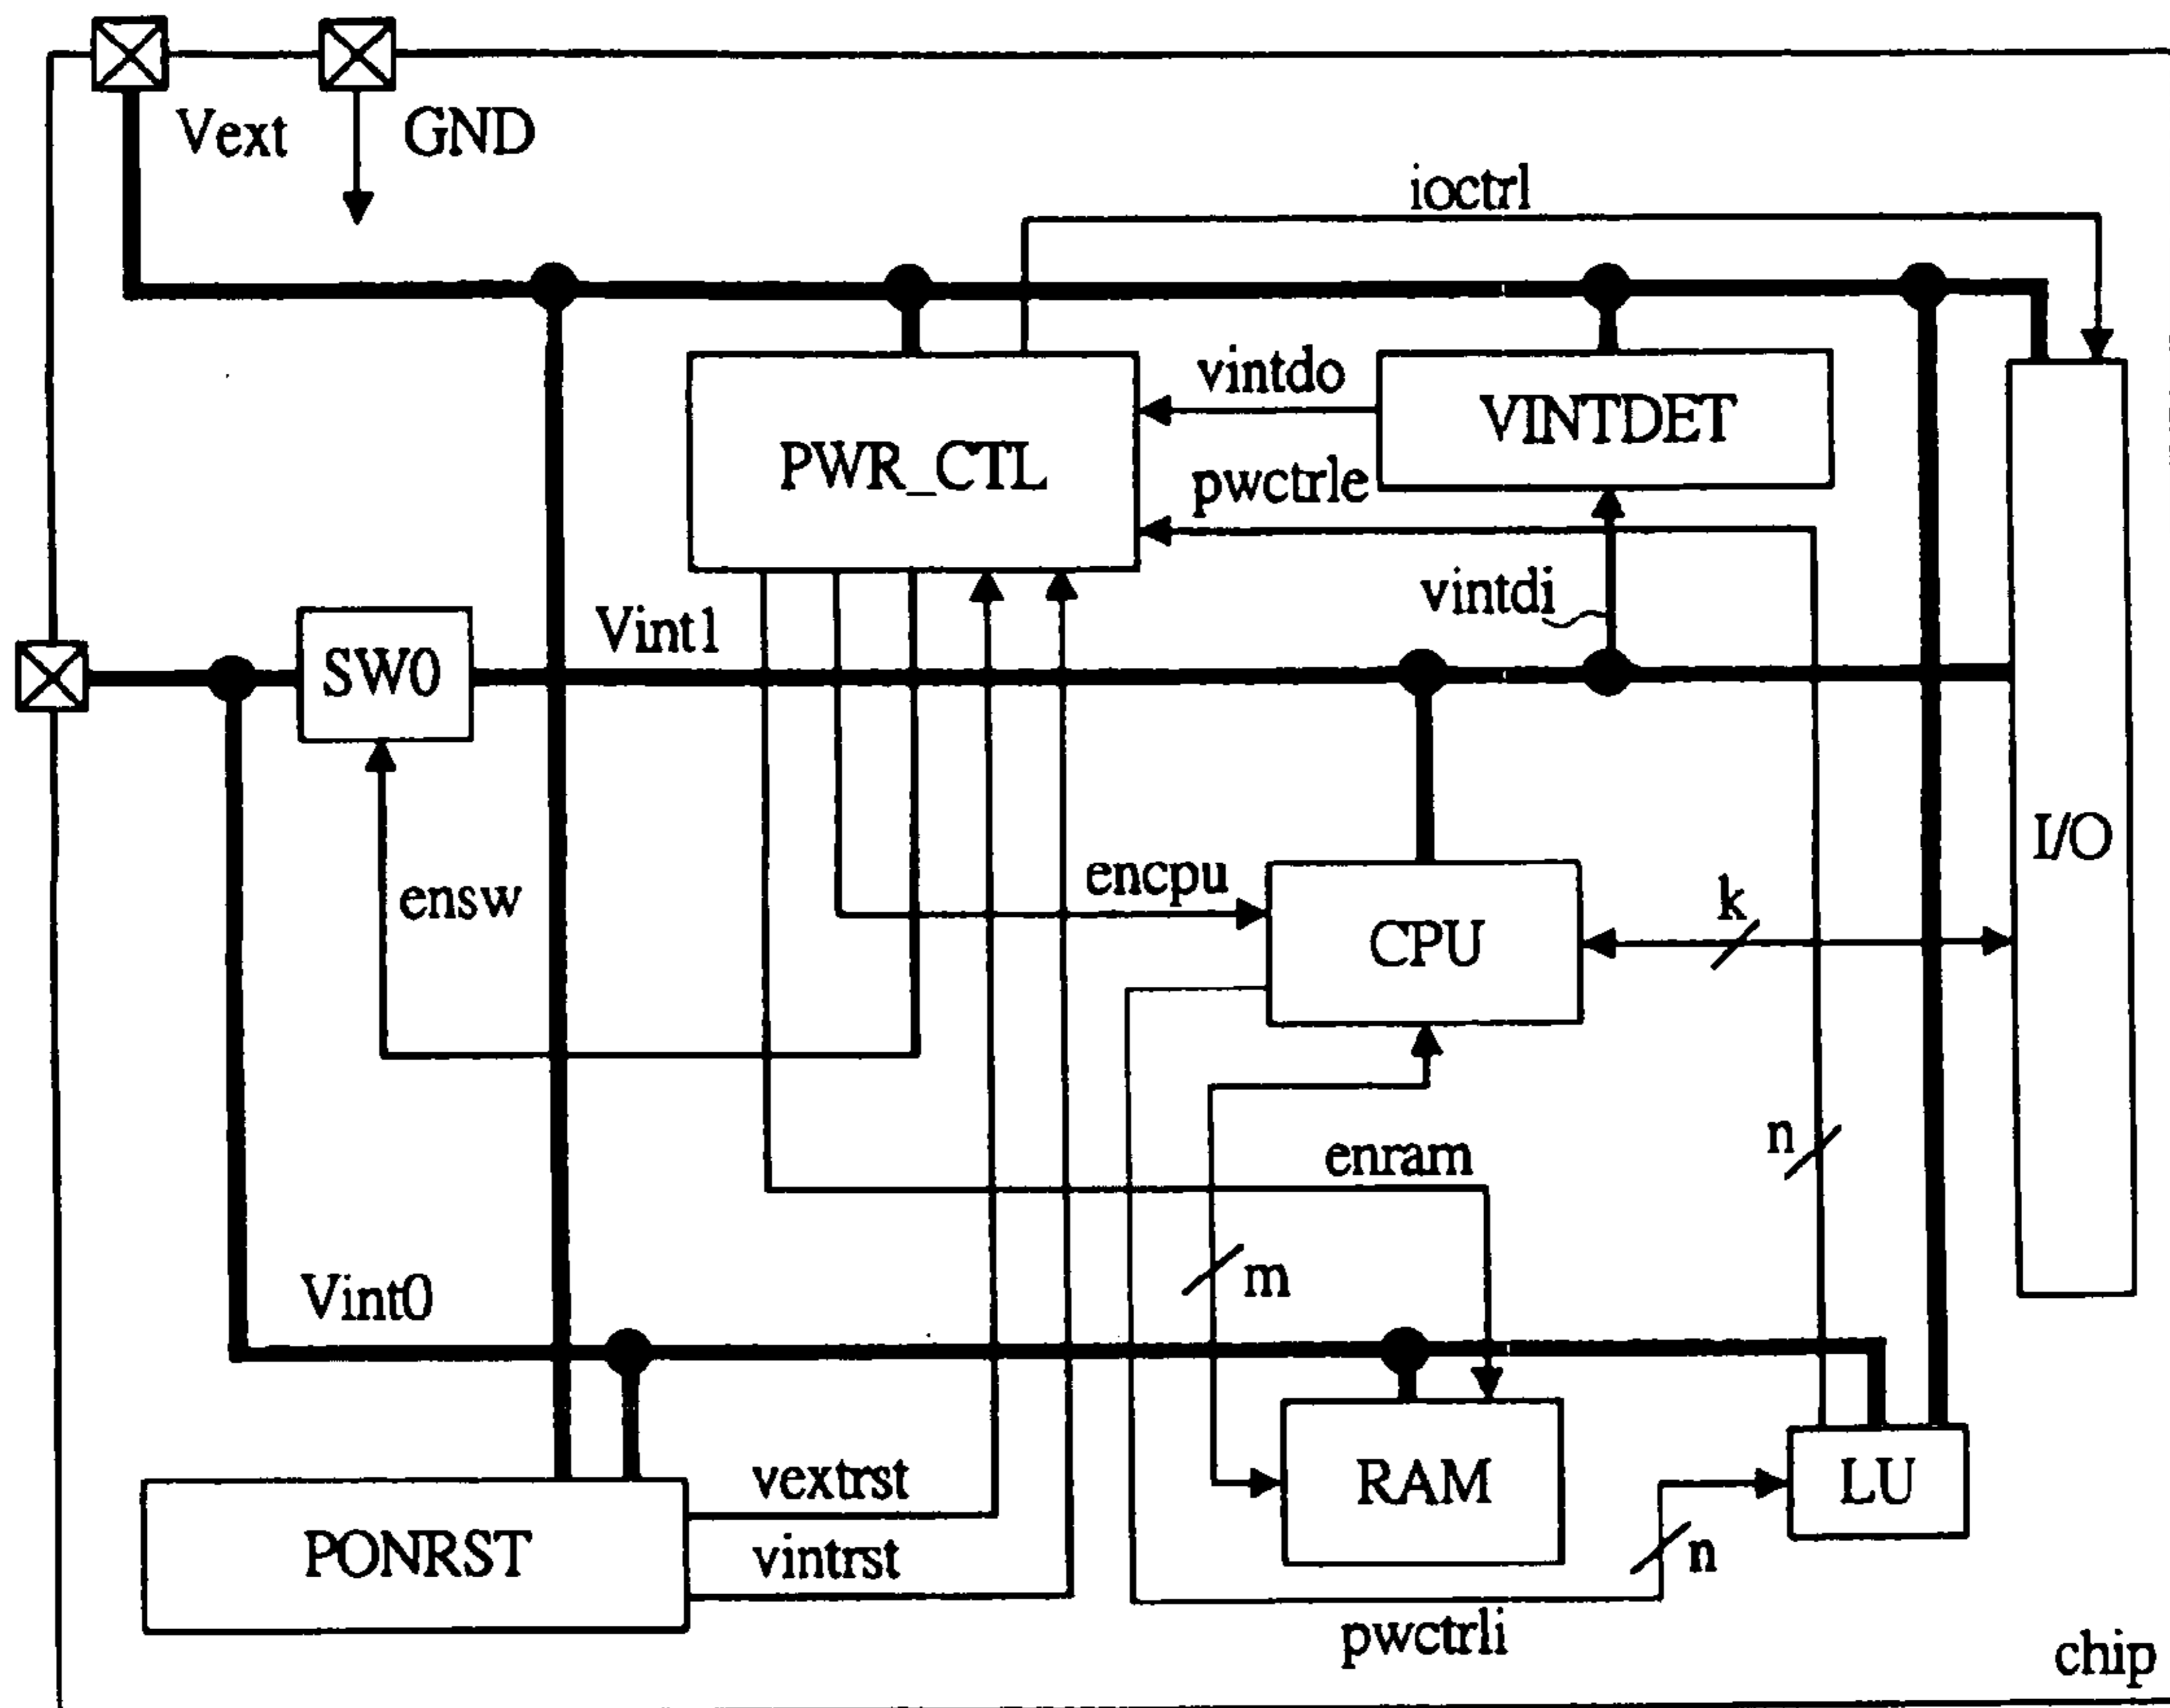 Vext
GND
ioctrl
vintdo
VINTDET
PWR_CTL
pwctrle
vintdi
Vint1
SW0
I/O
encpu
k
ensw
CPU
n
enram
m
Vint0
vextrst
RAM
LU
PONRST
vintrst
n
pwctrli
chip